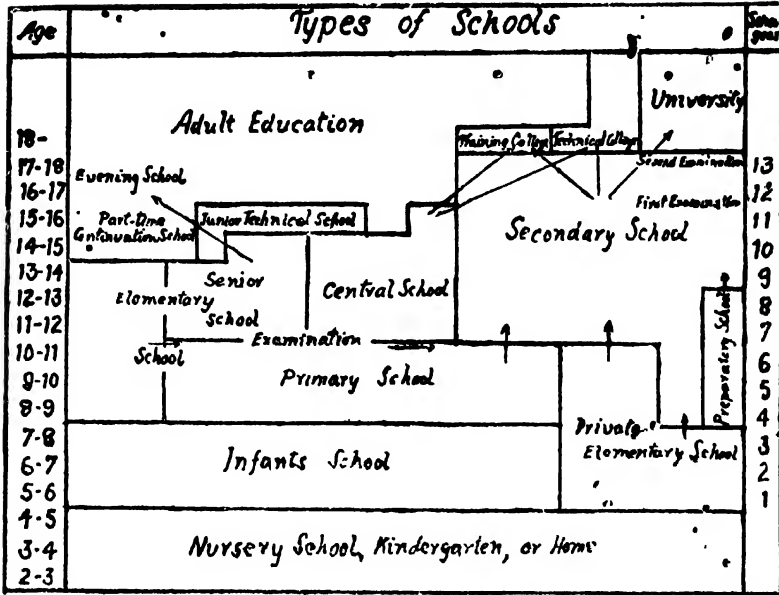 Age
Types of Schools
School years
University
Adult Education
18-
Training College
Technical College
17-18
Second Examination
13
Evening School
16-17
First Examination
12
15-16
Part-time
Junior Technical School
11
Continuation School
Secondary School
14-15
10
13-14
Senior
9
Elomentary
Central School
12-13
8
School
11-12
7
Examination
10-11
School
6
Primary School
9-10
5
Preparatory School
8-9
4
7-8
Private
3
Infants School
Elementary School
6-7
2
5-6
1
4-5
3-4
Nursery School, Kindergarten, or Home
2-3